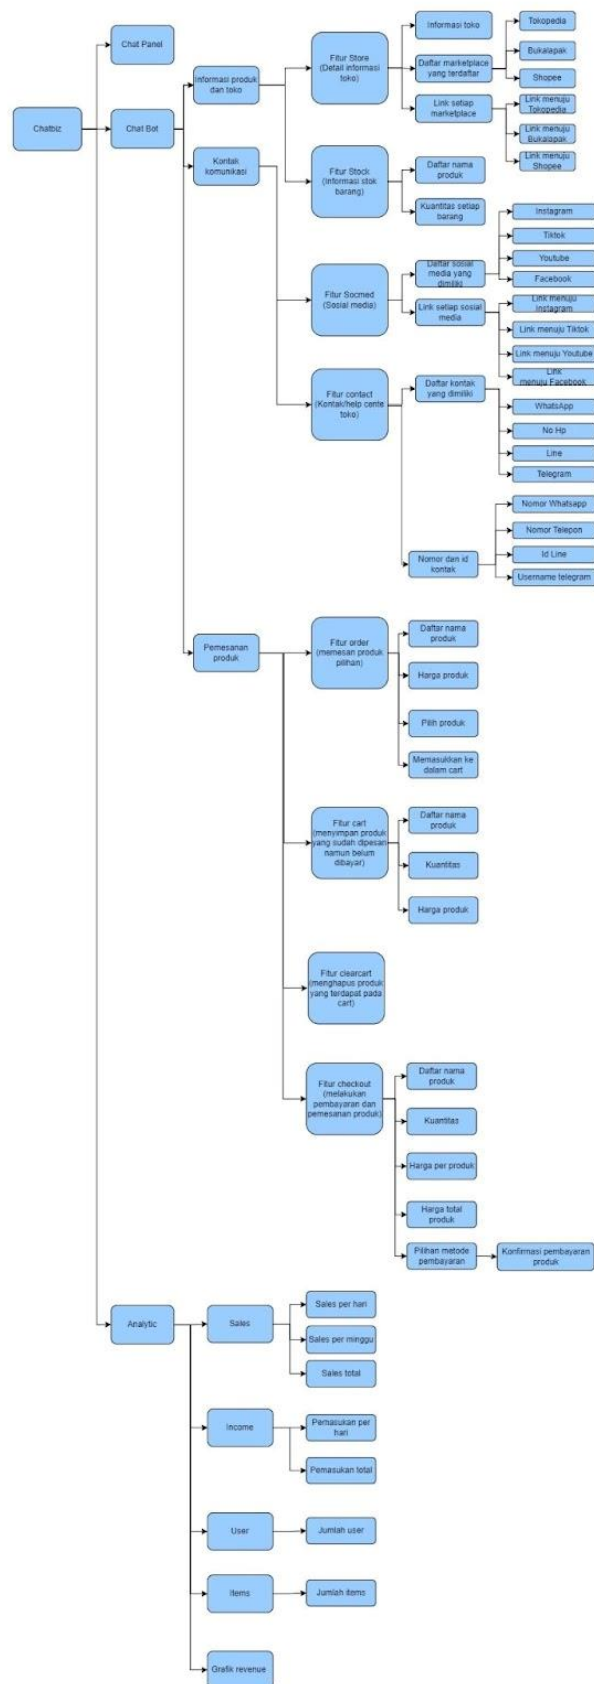 Chatbiz
Chat Panel
Chat Bot
Informasi produk
dan toko
Kontak
komunikasi
Fitur Store
(Detail informasi
toko)
Informasi toko
Daftar marketplace
yang terdaftar
Tokopedia
Bukalapak
Shopee
Link setiap
marketplace
Link menuju
Tokopedia
Link menuju
Bukalapak
Link menuju
Shopee
Fitur Stock
(Informasi stok
barang)
Daftar nama
produk
Kuantitas setiap
barang
Fitur Socmed
(Sosial media)
Daftar sosial
media yang
dimiliki
Instagram
Tiktok
Youtube
Facebook
Link setiap sosial
media
Link menuju
Instagram
Link menuju Tiktok
Link menuju Youtube
Link
menuju Facebook
Fitur contact
(Kontak/help cente
toko)
Daftar kontak
yang dimiliki
WhatsApp
No Hp
Line
Telegram
Nomor dan id
kontak
Nomor Whatsapp
Nomor Telepon
Id Line
Username telegram
Pemesanan
produk
Fitur order
(memesan produk
pilihan)
Daftar nama
produk
Harga produk
Pilih produk
Memasukkan ke
dalam cart
Fitur cart
(menyimpan produk
yang sudah dipesan
namun belum
dibayar)
Daftar nama
produk
Kuantitas
Harga produk
Fitur clearcart
(menghapus produk
yang terdapat pada
cart)
Fitur checkout
(melakukan
pembayaran dan
pemesanan produk)
Daftar nama
produk
Kuantitas
Harga per produk
Harga total
produk
Pilihan metode
pembayaran
Konfirmasi pembayaran
produk
Analytic
Sales
Sales per hari
Sales per minggu
Sales total
Income
Pemasukan per
hari
Pemasukan total
User
Jumlah user
Items
Jumlah items
Grafik revenue